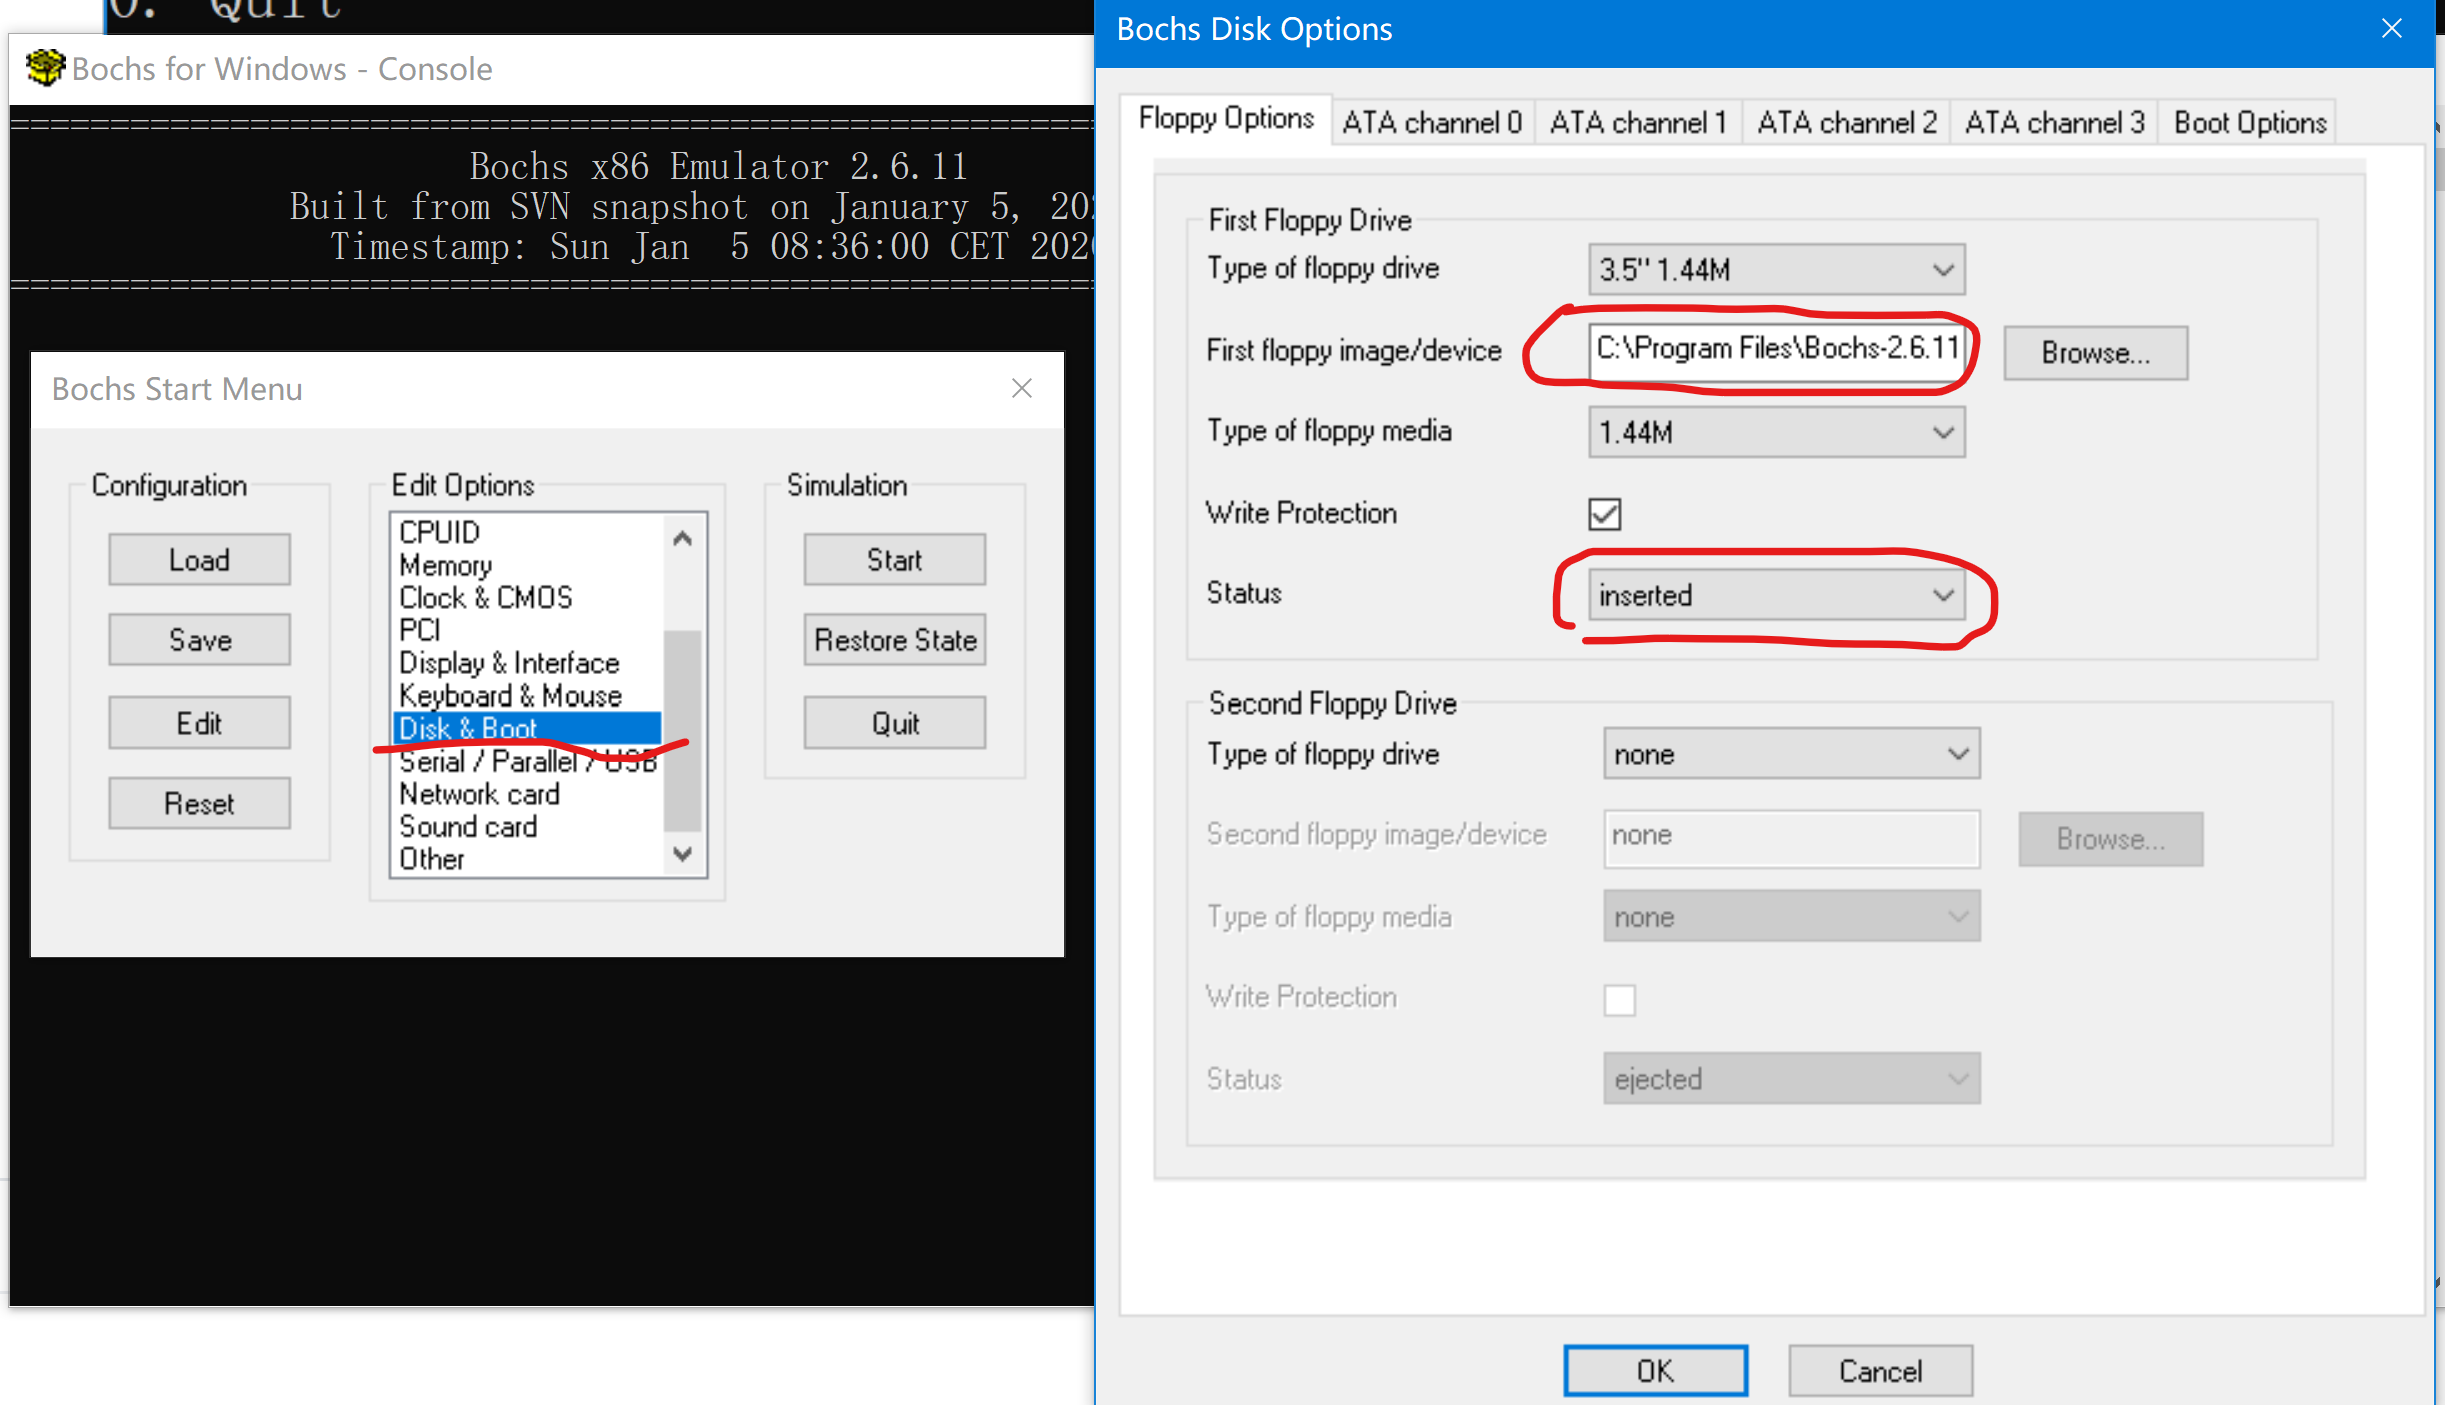 0. Quit
Bochs for Windows - Console
================================================
Bochs x86 Emulator 2.6.11
Built from SVN snapshot on January 5, 202
Timestamp: Sun Jan  5 08:36:00 CET 2020
================================================
Bochs Start Menu
Configuration
Load
Save
Edit
Reset
Edit Options
CPUID
Memory
Clock & CMOS
PCI
Display & Interface
Keyboard & Mouse
Disk & Boot
Serial / Parallel / USB
Network card
Sound card
Other
Simulation
Start
Restore State
Quit
Bochs Disk Options
Floppy Options ATA channel 0 ATA channel 1 ATA channel 2 ATA channel 3 Boot Options
First Floppy Drive
Type of floppy drive 3.5" 1.44M
First floppy image/device C:\Program Files\Bochs-2.6.11 Browse...
Type of floppy media 1.44M
Write Protection
Status inserted
Second Floppy Drive
Type of floppy drive none
Second floppy image/device none Browse...
Type of floppy media none
Write Protection
Status ejected
OK Cancel